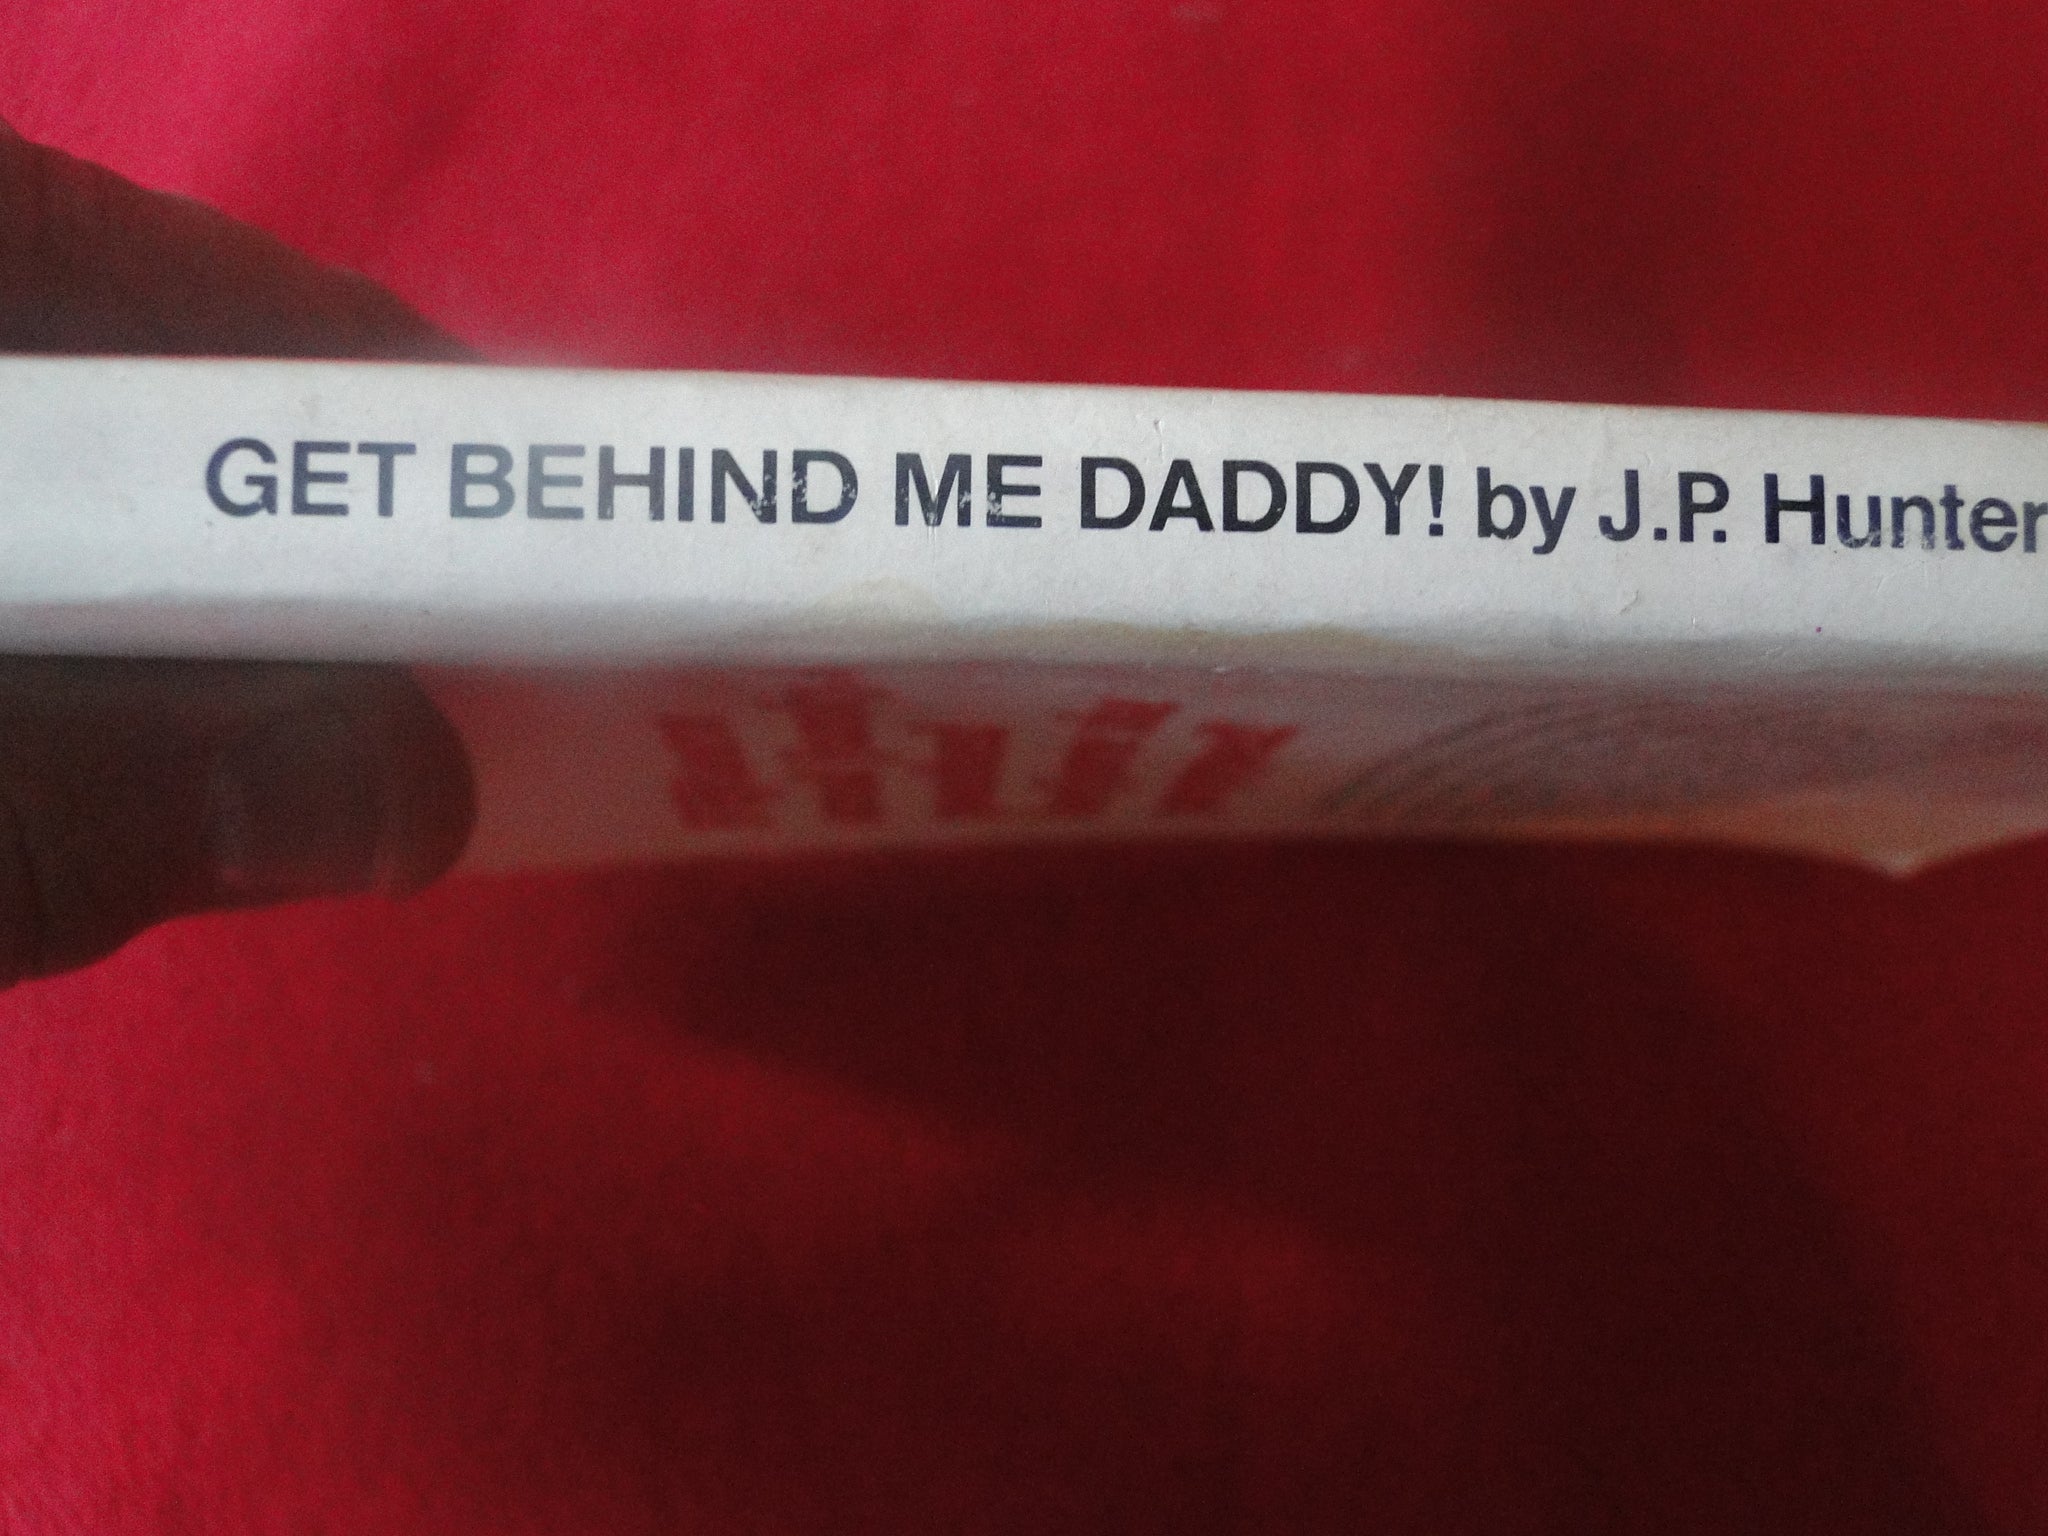 GET BEHIND ME DADDY! by J.P. Hunter